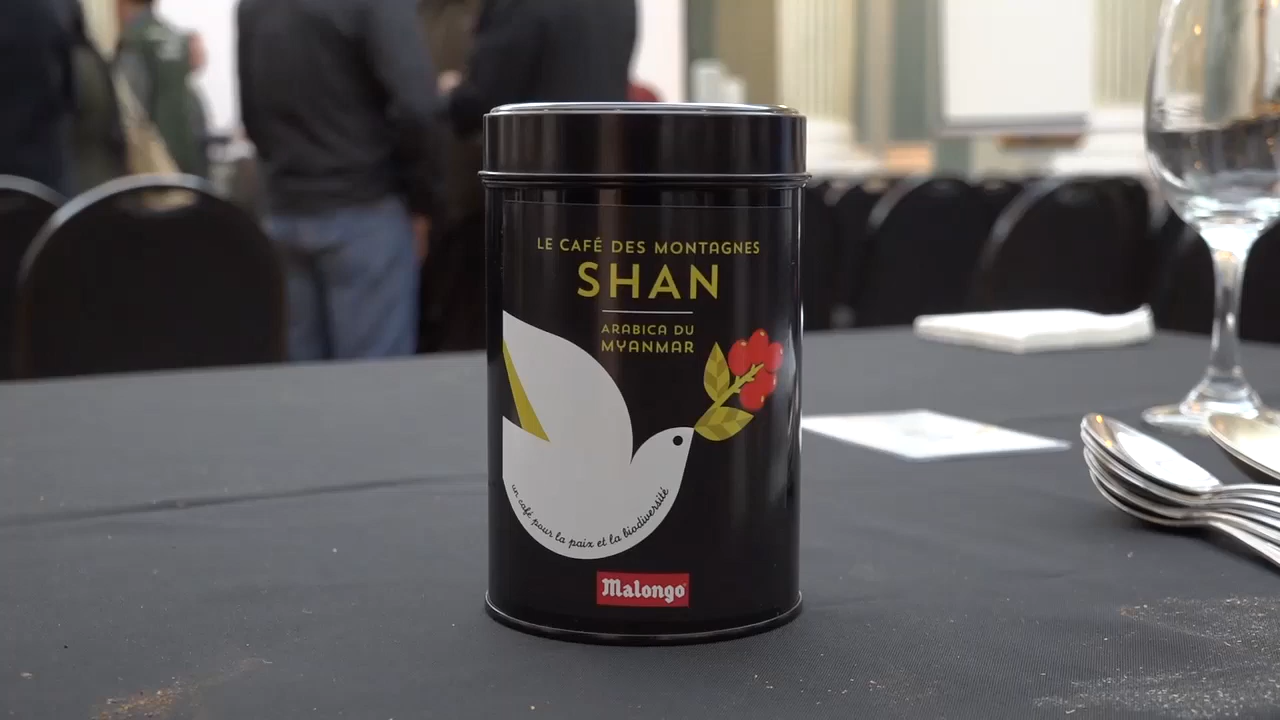 LE CAFÉ DES MONTAGNES
SHAN
ARABICA DU
MYANMAR
un café pour la paix et la biodiversité
Malongo